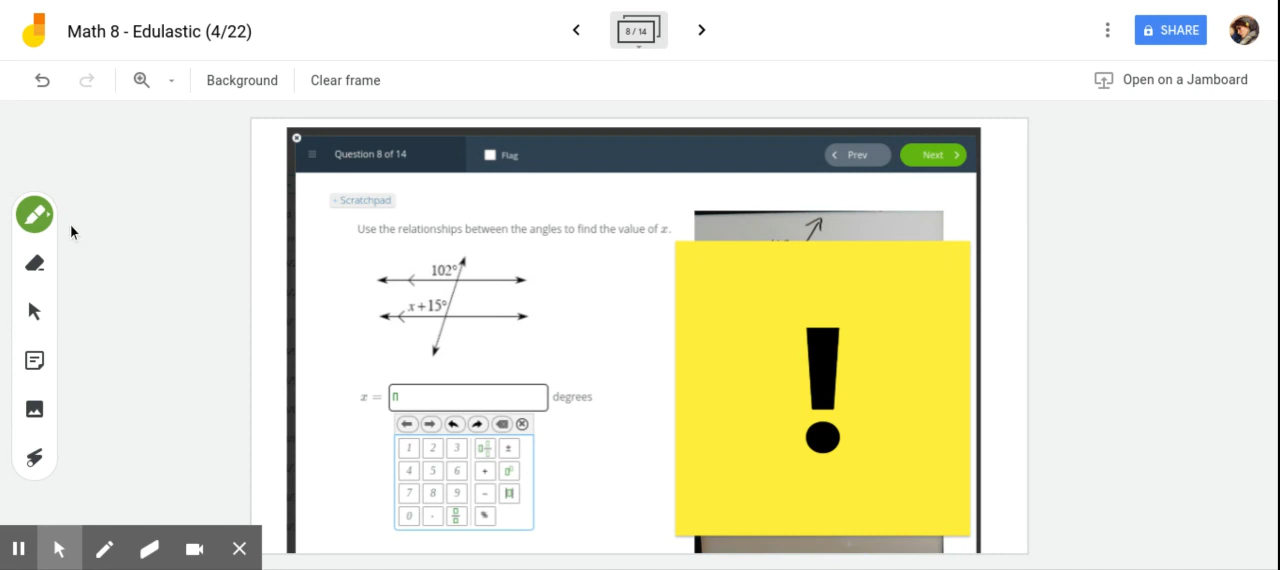 Math 8 - Edulastic (4/22)
8 / 14
SHARE
Background
Clear frame
Open on a Jamboard
Question 8 of 14
Flag
Prev
Next
- Scratchpad
Use the relationships between the angles to find the value of x.
102°
x+15°
x =
degrees
1 2 3 ±
4 5 6 +
7 8 9 −
0 . %
!